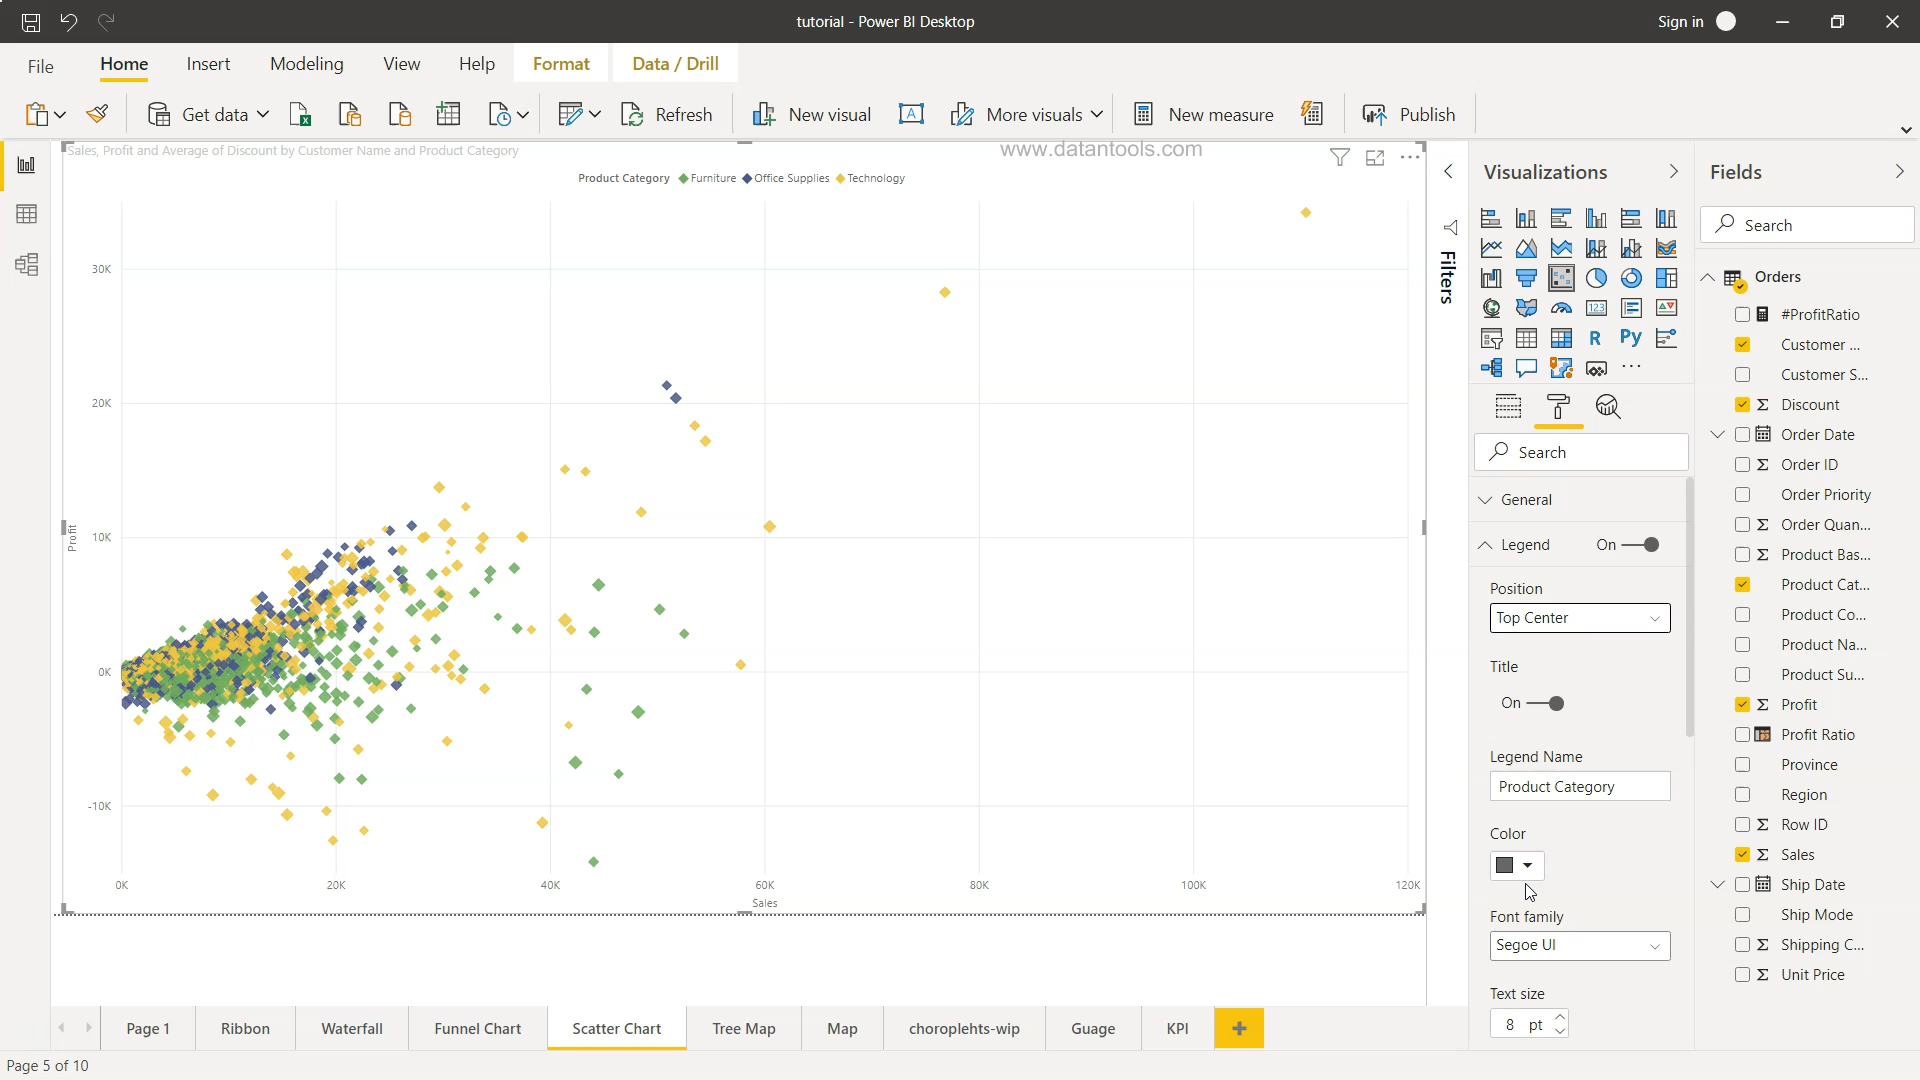 tutorial - Power BI Desktop
Sign in
File
Home
Insert
Modeling
View
Help
Format
Data / Drill
Get data
Refresh
New visual
More visuals
New measure
Publish
Sales, Profit and Average of Discount by Customer Name and Product Category
www.datantools.com
Product Category Furniture Office Supplies Technology
30K
20K
10K
0K
-10K
Profit
0K
20K
40K
60K
80K
100K
120K
Sales
Filters
Visualizations
123
R
Py
Search
General
Legend On
Position
Top Center
Title
On
Legend Name
Product Category
Color
Font family
Segoe UI
Text size
8 pt
Fields
Search
Orders
#ProfitRatio
Customer ...
Customer S...
Discount
Order Date
Order ID
Order Priority
Order Quan...
Product Bas...
Product Cat...
Product Co...
Product Na...
Product Su...
Profit
Profit Ratio
Province
Region
Row ID
Sales
Ship Date
Ship Mode
Shipping C...
Unit Price
Page 1
Ribbon
Waterfall
Funnel Chart
Scatter Chart
Tree Map
Map
choroplehts-wip
Guage
KPI
Page 5 of 10